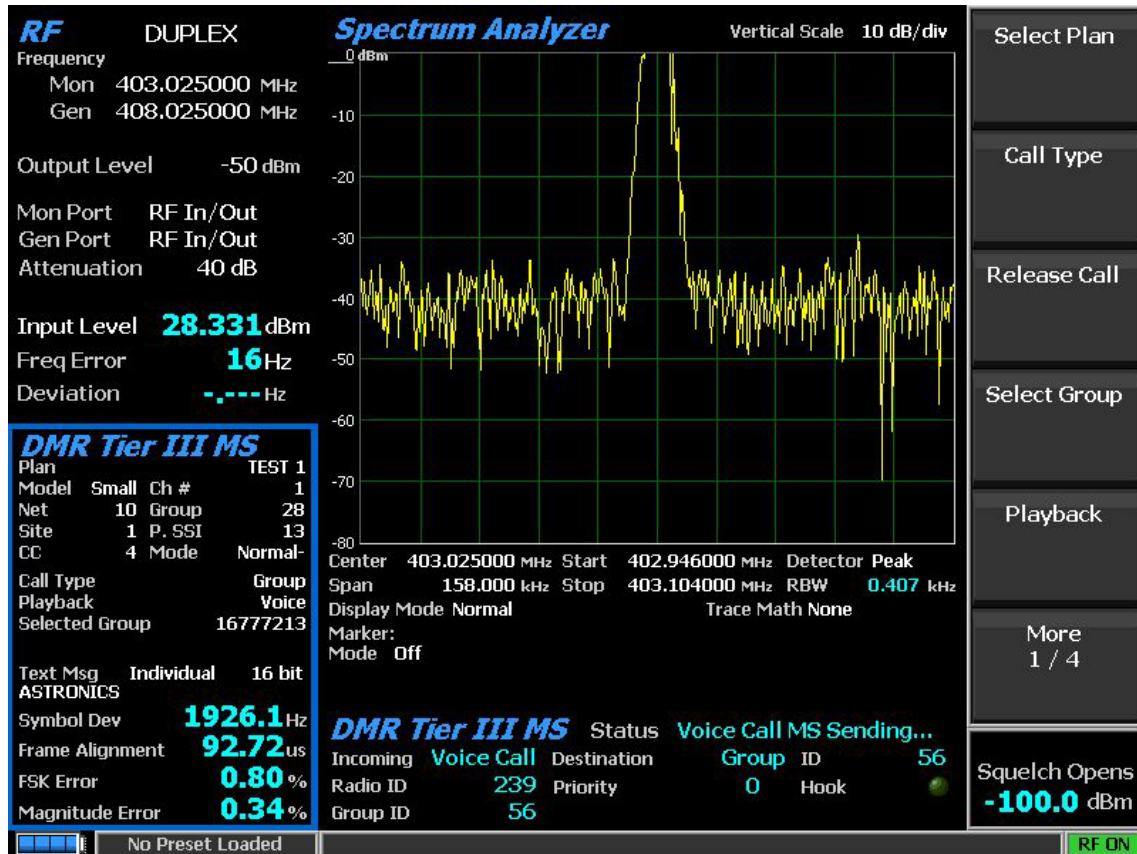 RF DUPLEX
Frequency
Mon 403.025000 MHz
Gen 408.025000 MHz
Output Level -50 dBm
Mon Port RF In/Out
Gen Port RF In/Out
Attenuation 40 dB
Input Level 28.331 dBm
Freq Error 16 Hz
Deviation -.--- Hz
DMR Tier III MS
Plan TEST 1
Model Small Ch # 1
Net 10 Group 28
Site 1 P. SSI 13
CC 4 Mode Normal-
Call Type Group
Playback Voice
Selected Group 16777213
Text Msg Individual 16 bit
ASTRONICS
Symbol Dev 1926.1 Hz
Frame Alignment 92.72 us
FSK Error 0.80 %
Magnitude Error 0.34 %
Spectrum Analyzer Vertical Scale 10 dB/div
0 dBm
-10
-20
-30
-40
-50
-60
-70
-80
Center 403.025000 MHz Start 402.946000 MHz Detector Peak
Span 158.000 kHz Stop 403.104000 MHz RBW 0.407 kHz
Display Mode Normal Trace Math None
Marker:
Mode Off
DMR Tier III MS Status Voice Call MS Sending...
Incoming Voice Call Destination Group ID 56
Radio ID 239 Priority 0 Hook
Group ID 56
Select Plan
Call Type
Release Call
Select Group
Playback
More
1 / 4
Squelch Opens
-100.0 dBm
No Preset Loaded
RF ON